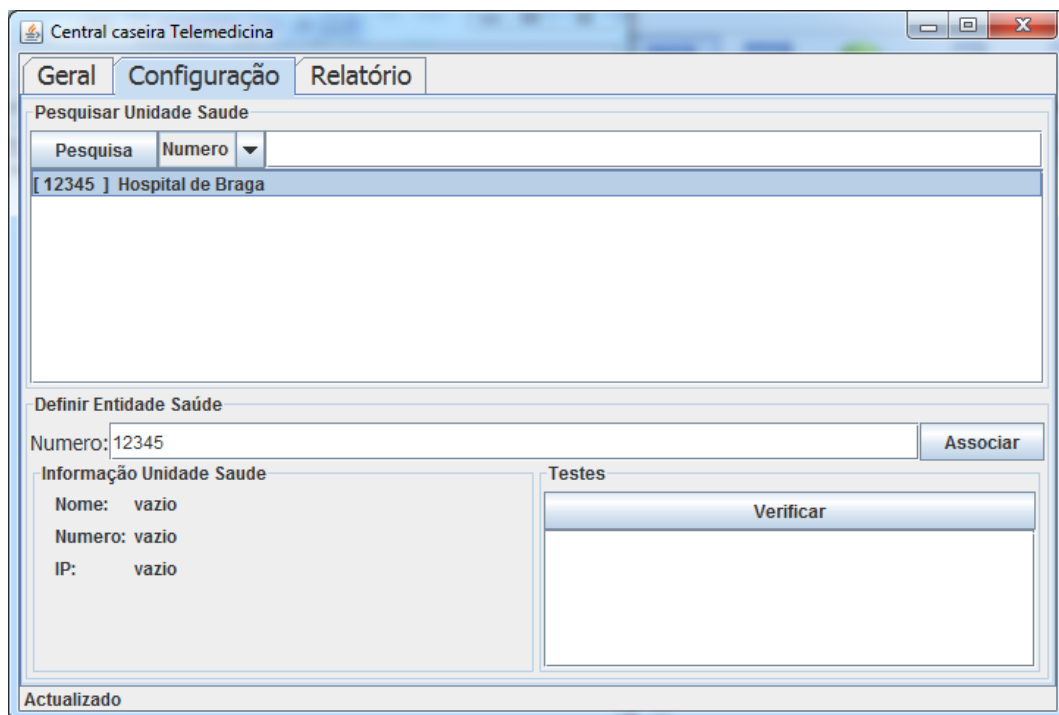 Central caseira Telemedicina
Geral Configuração Relatório
Pesquisar Unidade Saude
Pesquisa Numero
[ 12345 ] Hospital de Braga
Definir Entidade Saúde
Numero: 12345 Associar
Informação Unidade Saude
Nome: vazio
Numero: vazio
IP: vazio
Testes
Verificar
Actualizado